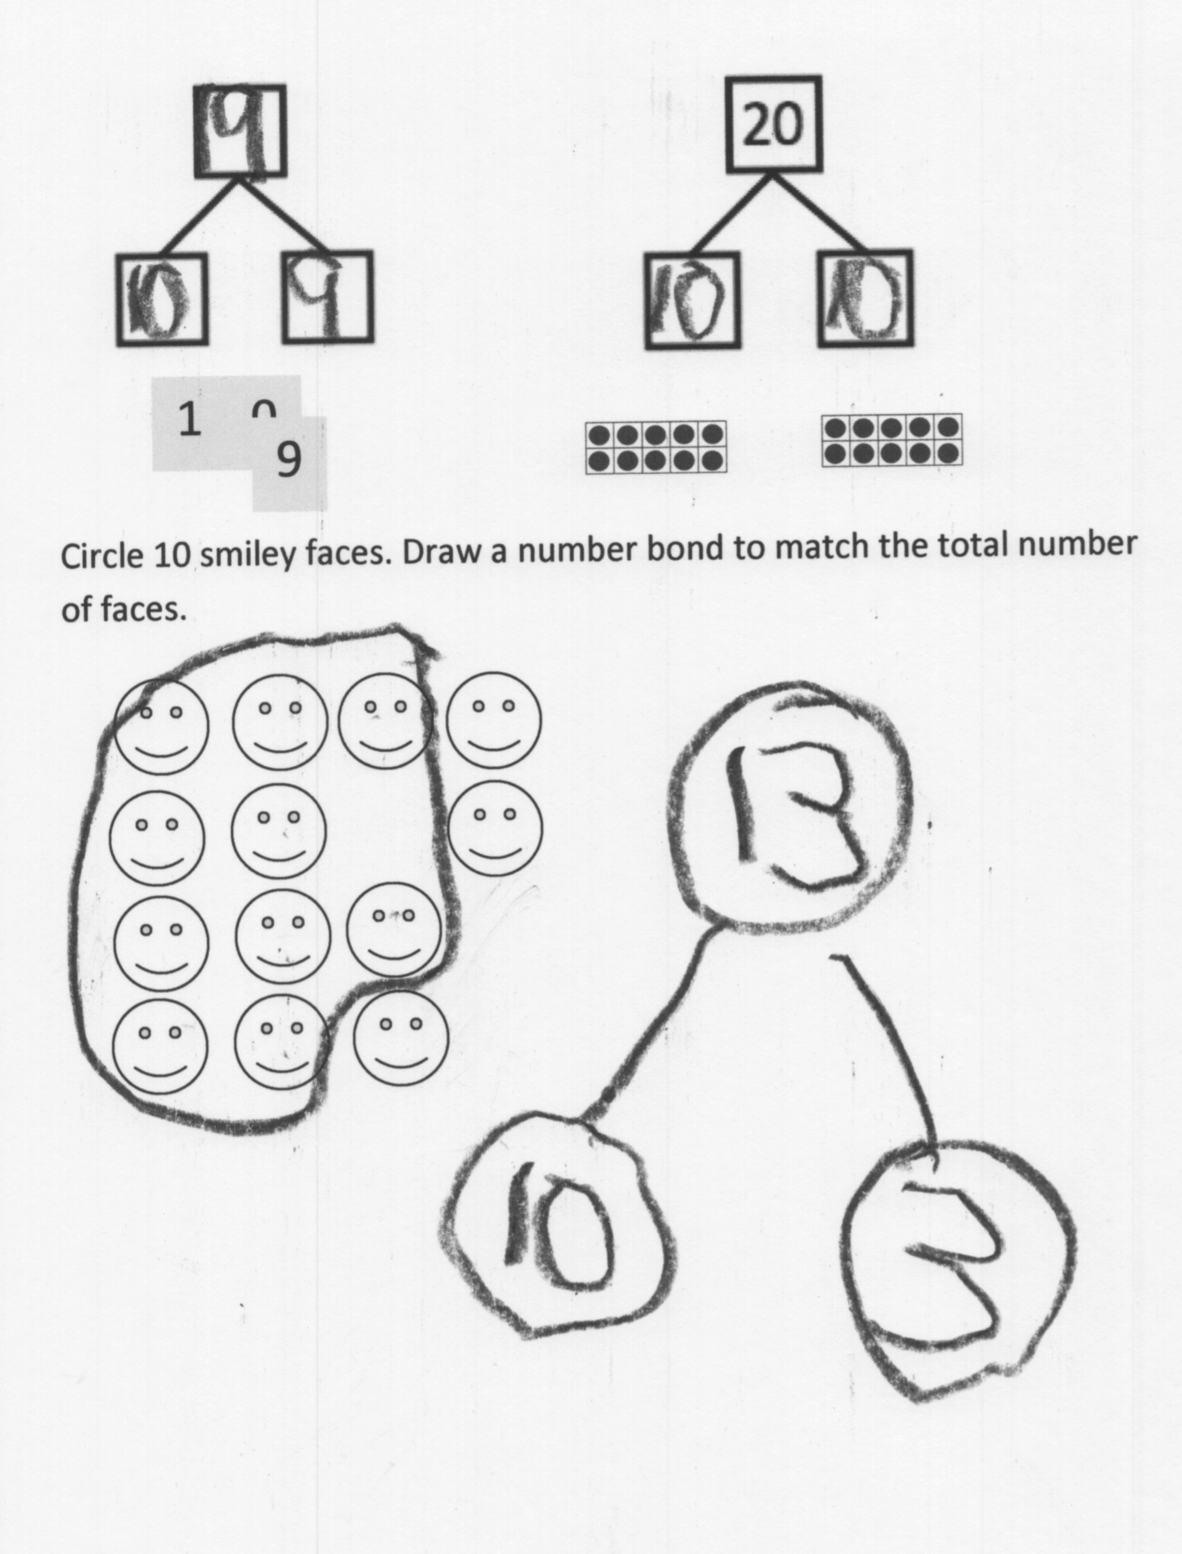 19 20
10 9 10 10
1 0
9
Circle 10 smiley faces. Draw a number bond to match the total number
of faces.
13
10 3